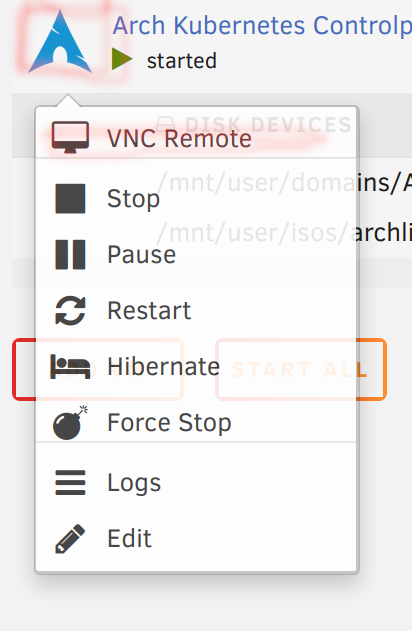 Arch Kubernetes Controlp
started
DISK DEVICES
VNC Remote
/mnt/user/domains/A
Stop
/mnt/user/isos/archli
Pause
Restart
Hibernate
START ALL
Force Stop
Logs
Edit